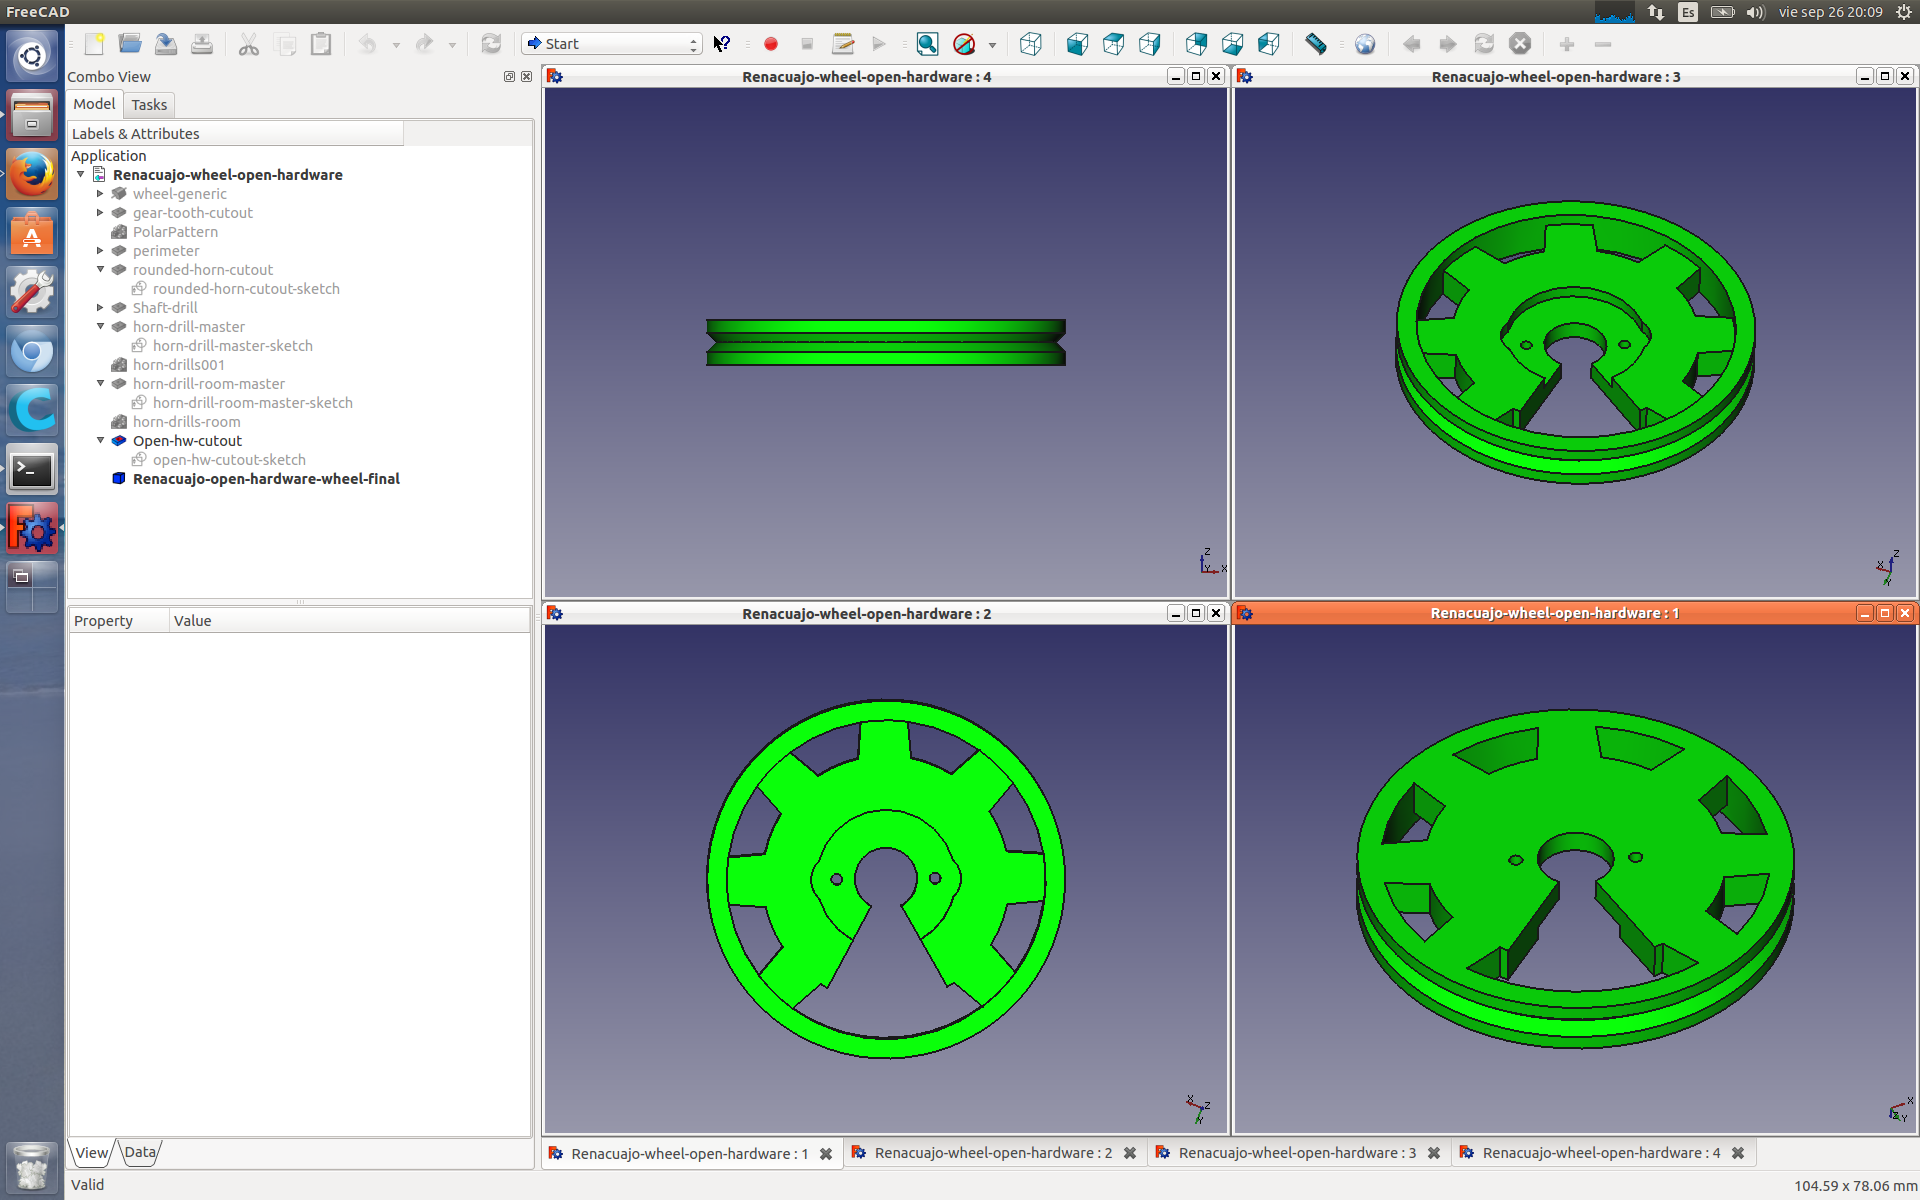 FreeCAD
Es
vie sep 26 20:09
Start
Combo View
Model
Tasks
Labels & Attributes
Application
Renacuajo-wheel-open-hardware
wheel-generic
gear-tooth-cutout
PolarPattern
perimeter
rounded-horn-cutout
rounded-horn-cutout-sketch
Shaft-drill
horn-drill-master
horn-drill-master-sketch
horn-drills001
horn-drill-room-master
horn-drill-room-master-sketch
horn-drills-room
Open-hw-cutout
open-hw-cutout-sketch
Renacuajo-open-hardware-wheel-final
Property
Value
View
Data
Renacuajo-wheel-open-hardware : 4
Z
Y
X
Renacuajo-wheel-open-hardware : 3
Z
X
Y
Renacuajo-wheel-open-hardware : 2
X
Z
Y
Renacuajo-wheel-open-hardware : 1
X
Z
Y
Renacuajo-wheel-open-hardware : 1
Renacuajo-wheel-open-hardware : 2
Renacuajo-wheel-open-hardware : 3
Renacuajo-wheel-open-hardware : 4
Valid
104.59 x 78.06 mm